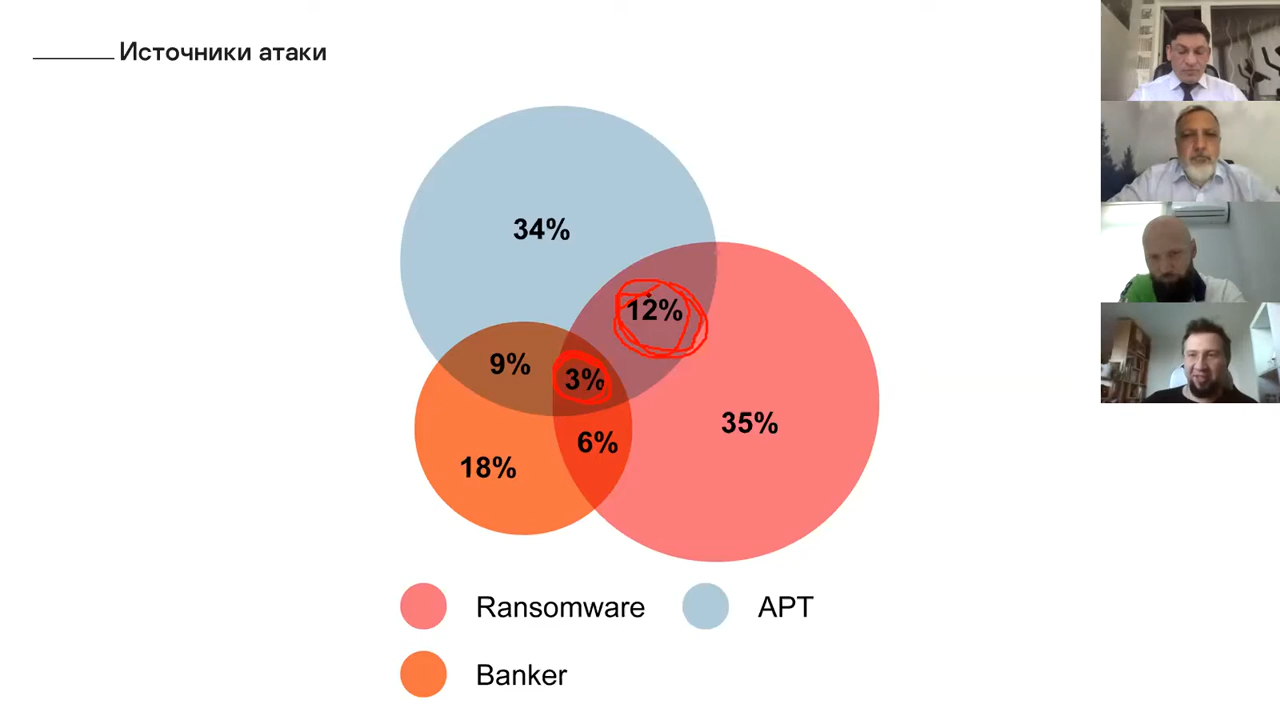 Источники атаки
34%
12%
9%
3%
35%
6%
18%
Ransomware
APT
Banker